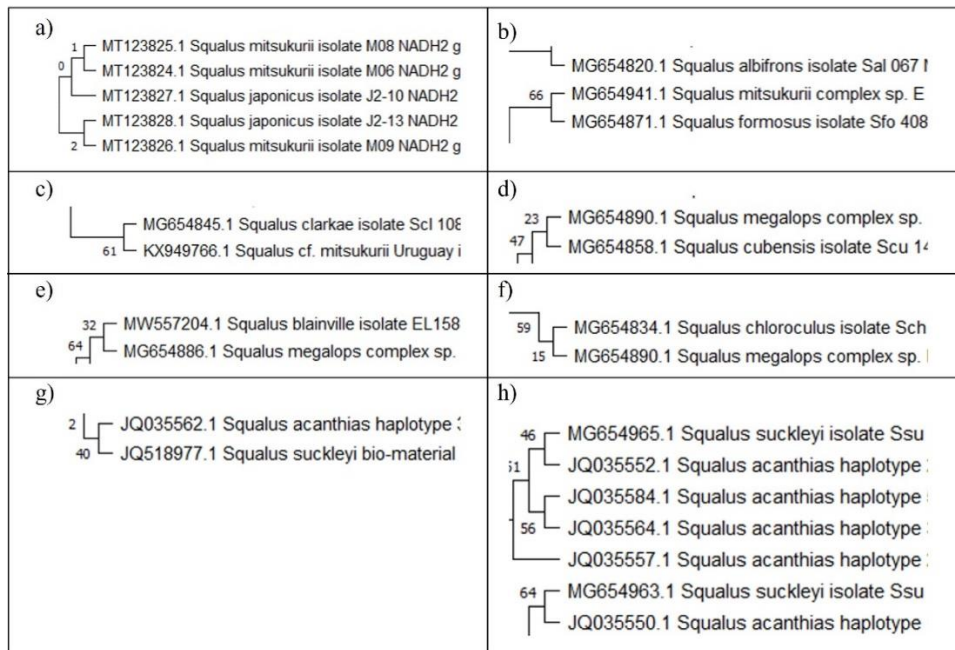 a)
1
MT123825.1 Squalus mitsukurii isolate M08 NADH2 g
0
MT123824.1 Squalus mitsukurii isolate M06 NADH2 g
MT123827.1 Squalus japonicus isolate J2-10 NADH2
MT123828.1 Squalus japonicus isolate J2-13 NADH2
2
MT123826.1 Squalus mitsukurii isolate M09 NADH2 g
b)
MG654820.1 Squalus albifrons isolate Sal 067
66
MG654941.1 Squalus mitsukurii complex sp. E
MG654871.1 Squalus formosus isolate Sfo 408
c)
MG654845.1 Squalus clarkae isolate Scl 108
61
KX949766.1 Squalus cf. mitsukurii Uruguay i
d)
23
MG654890.1 Squalus megalops complex sp.
47
MG654858.1 Squalus cubensis isolate Scu 14
e)
32
MW557204.1 Squalus blainville isolate EL158
64
MG654886.1 Squalus megalops complex sp.
f)
59
MG654834.1 Squalus chloroculus isolate Sch
15
MG654890.1 Squalus megalops complex sp.
g)
2
JQ035562.1 Squalus acanthias haplotype
40
JQ518977.1 Squalus suckleyi bio-material
h)
46
MG654965.1 Squalus suckleyi isolate Ssu
51
JQ035552.1 Squalus acanthias haplotype
JQ035584.1 Squalus acanthias haplotype
56
JQ035564.1 Squalus acanthias haplotype
JQ035557.1 Squalus acanthias haplotype
64
MG654963.1 Squalus suckleyi isolate Ssu
JQ035550.1 Squalus acanthias haplotype